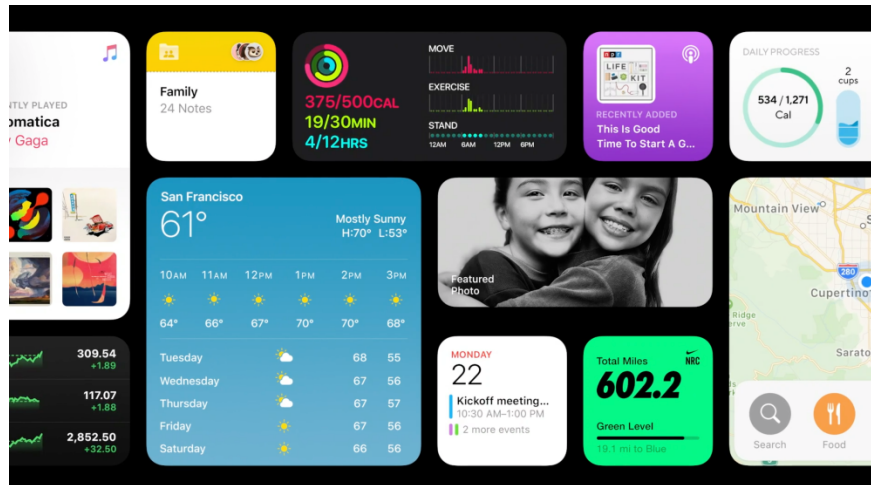 NTLY PLAYED
omatica
Gaga
309.54
+1.89
117.07
+1.88
2,852.50
+32.50
Family
24 Notes
375/500CAL
19/30MIN
4/12HRS
MOVE
EXERCISE
STAND
12AM 6AM 12PM 6PM
NPR
LIFE
KIT
RECENTLY ADDED
This Is Good
Time To Start A G...
DAILY PROGRESS
534 / 1,271
Cal
2
cups
San Francisco
61°
Mostly Sunny
H:70° L:53°
10AM 11AM 12PM 1PM 2PM 3PM
64° 66° 67° 70° 70° 68°
Tuesday 68 55
Wednesday 67 56
Thursday 67 57
Friday 67 56
Saturday 66 56
Featured
Photo
MONDAY
22
Kickoff meeting...
10:30 AM–1:00 PM
2 more events
Total Miles
NRC
602.2
Green Level
19.1 mi to Blue
Mountain View
280
Cupertino
Ridge
erve
Sarato
Search
Food